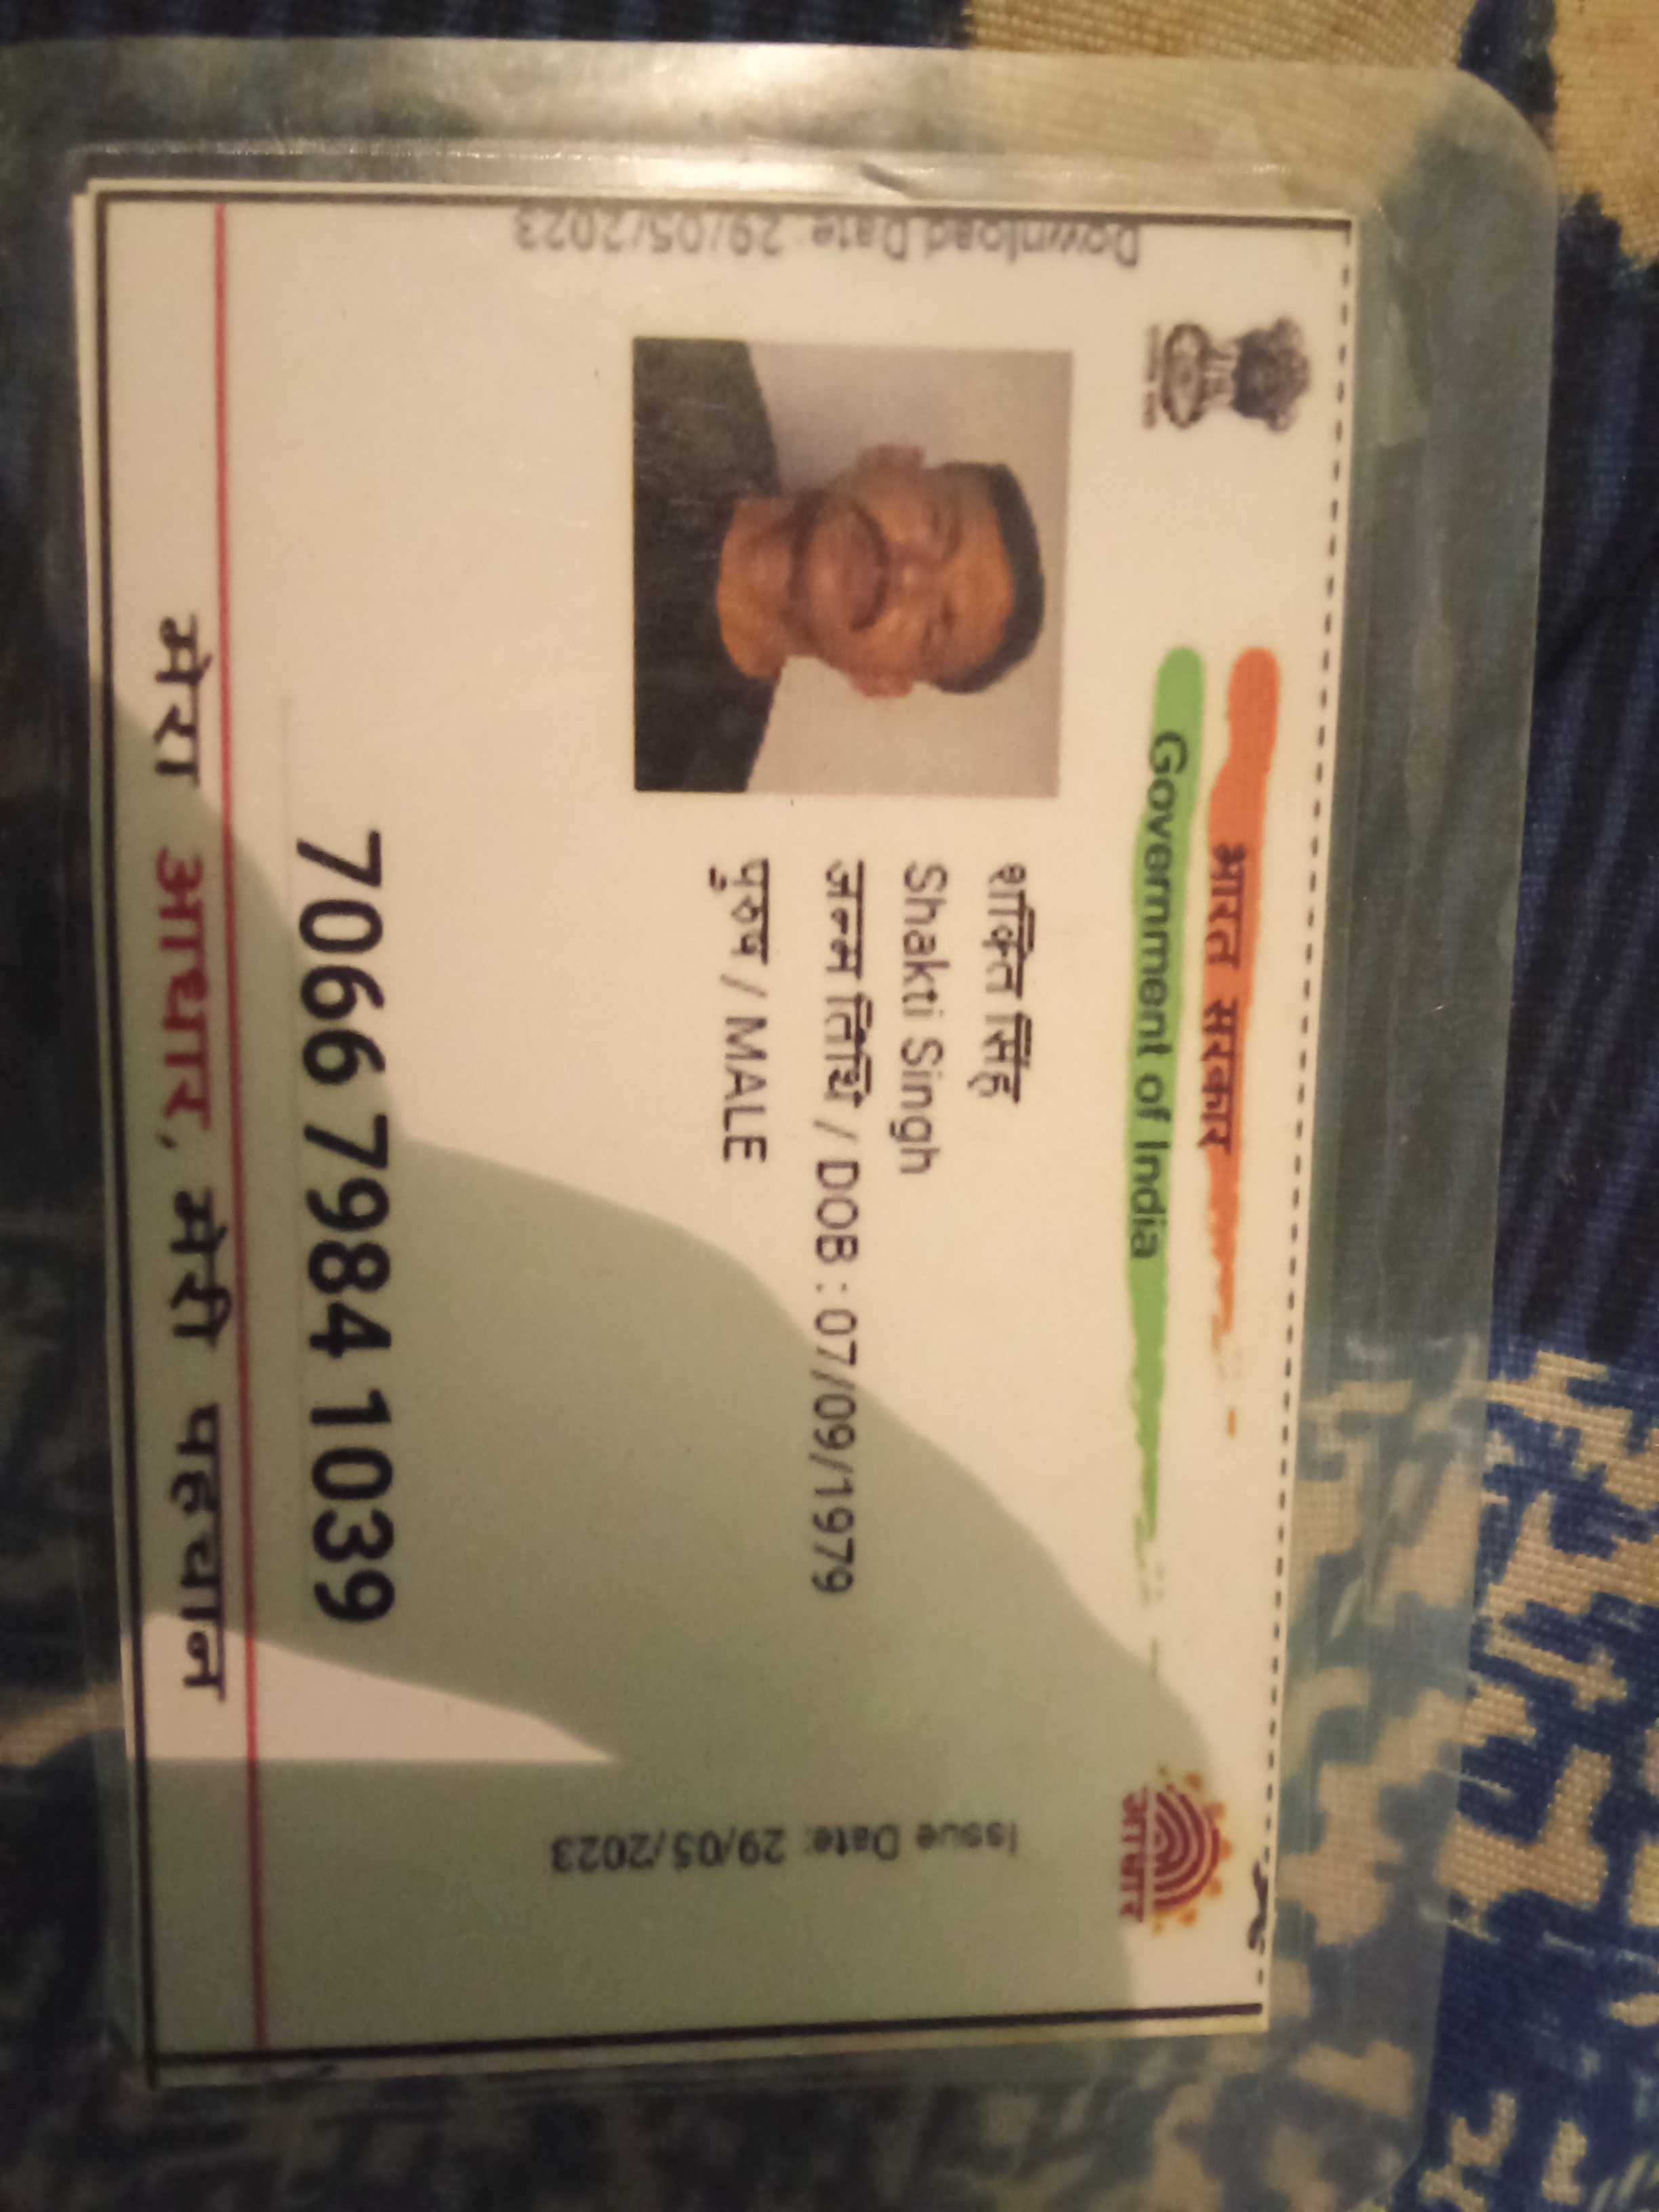 भारत सरकार
Government of India
Download Date: 29/05/2023
शक्ति सिंह
Shakti Singh
जन्म तिथि / DOB : 07/09/1979
पुरुष / MALE
Issue Date: 29/05/2023
आधार
7066 7984 1039
मेरा आधार, मेरी पहचान